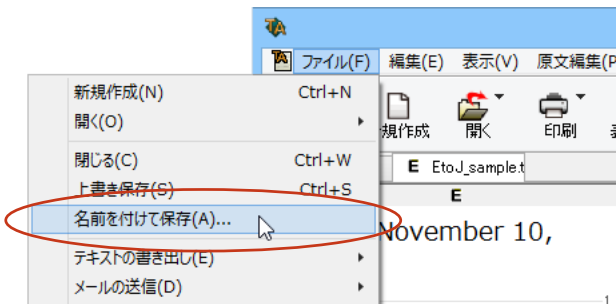 TA
ファイル(F) 編集(E) 表示(V) 原文編集(P
新規作成(N) Ctrl+N
開く(O)
閉じる(C) Ctrl+W
上書き保存(S) Ctrl+S
名前を付けて保存(A)...
テキストの書き出し(E)
メールの送信(D)
規作成 開く 印刷
E EtoJ_sample.t
E
November 10,
1